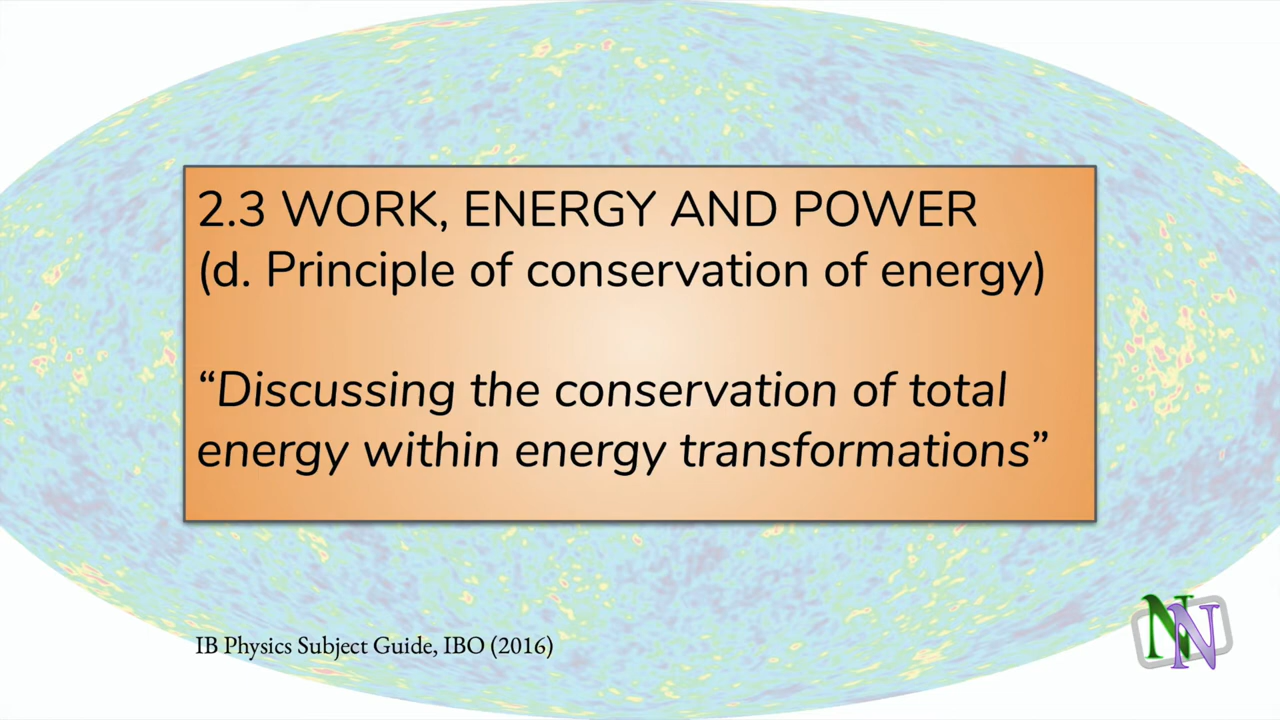 2.3 WORK, ENERGY AND POWER
(d. Principle of conservation of energy)
“Discussing the conservation of total
energy within energy transformations”
IB Physics Subject Guide, IBO (2016)
NN